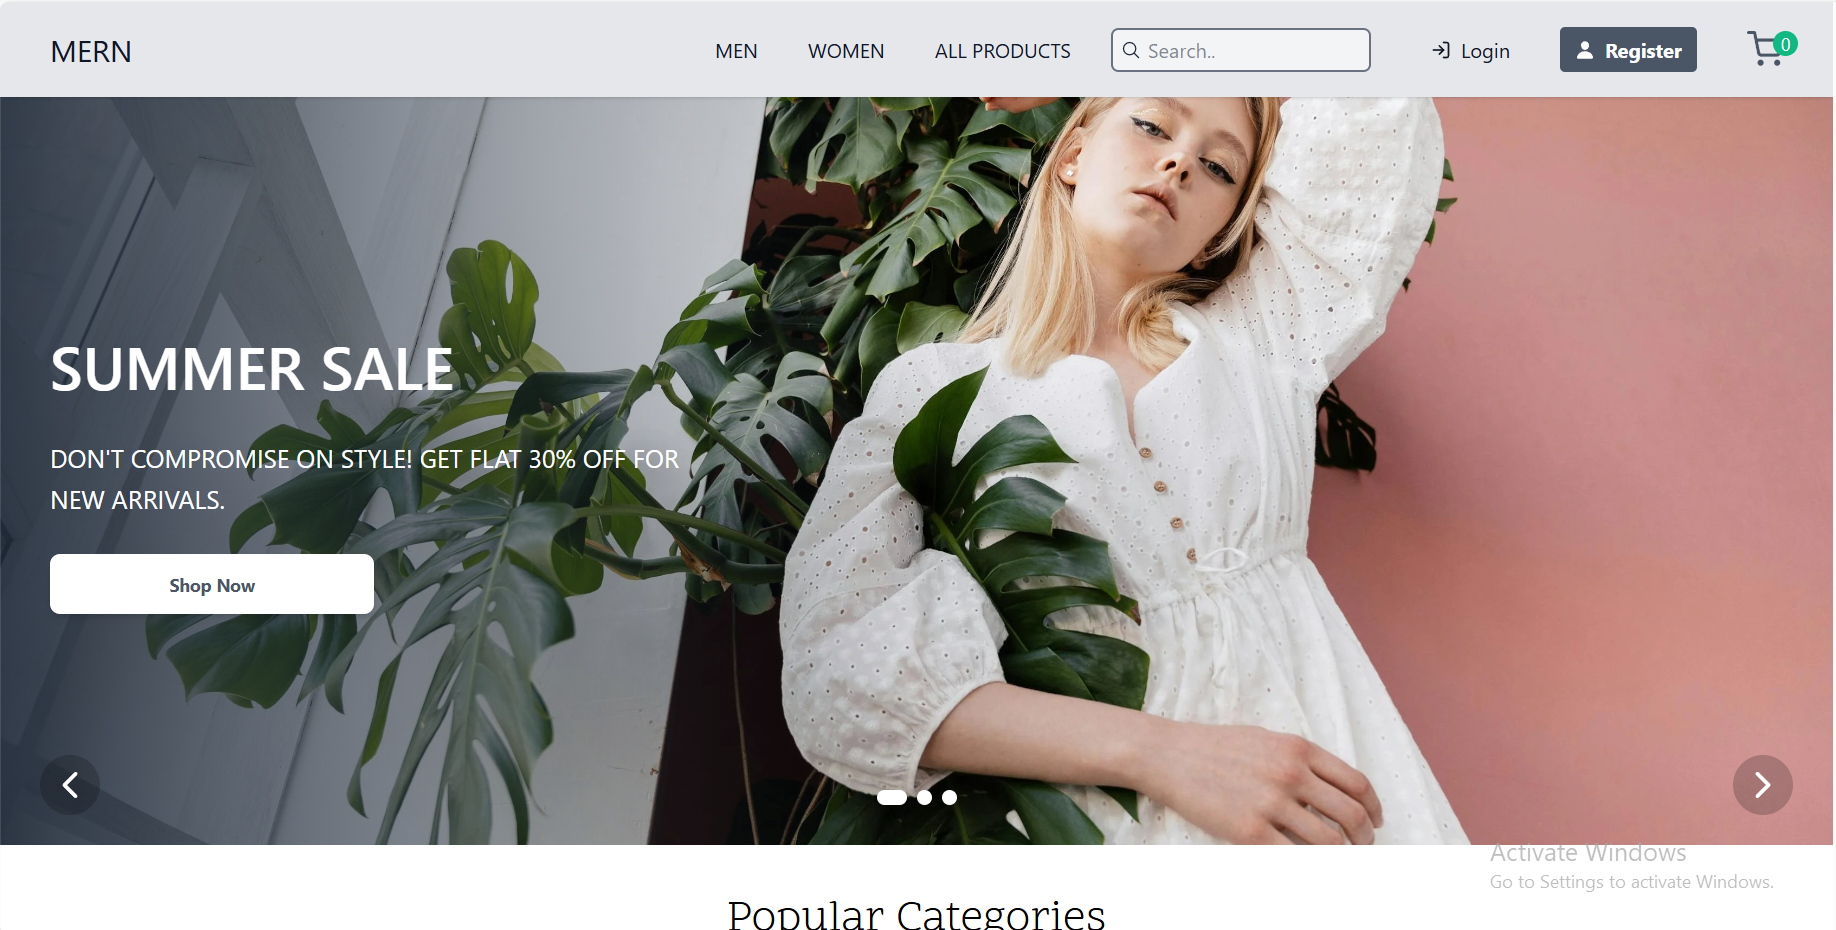 MERN
MEN
WOMEN
ALL PRODUCTS
Search..
Login
Register
0
SUMMER SALE
DON'T COMPROMISE ON STYLE! GET FLAT 30% OFF FOR
NEW ARRIVALS.
Shop Now
Activate Windows
Go to Settings to activate Windows.
Popular Categories